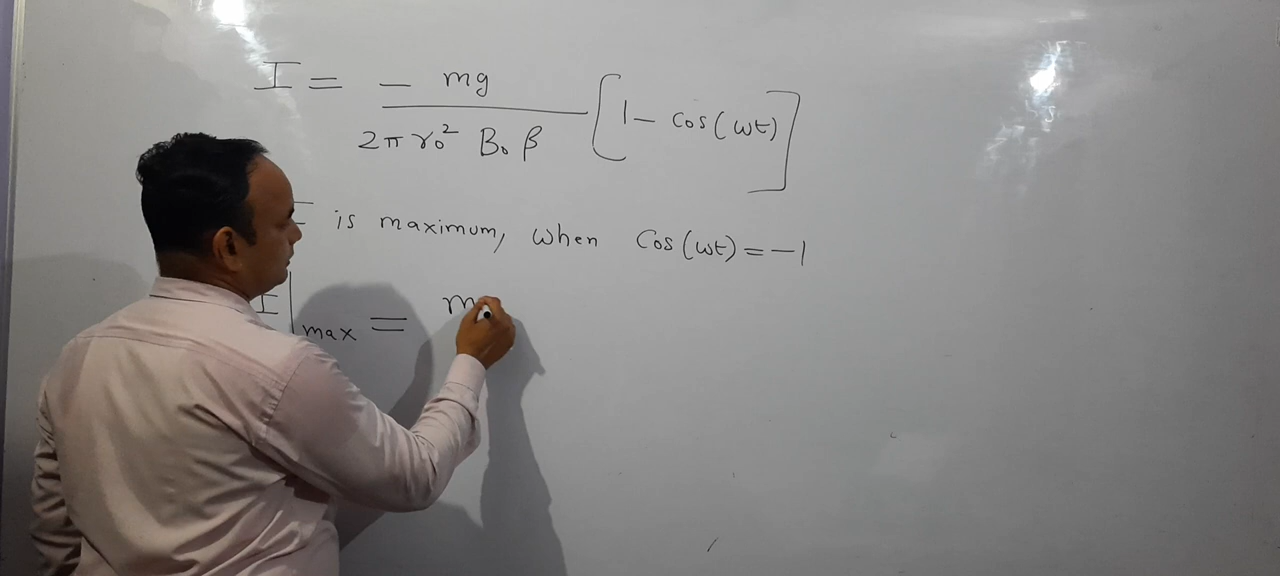 I = - mg / 2πr₀² B₀ β [1 - cos(ωt)]
is maximum, when cos(ωt) = -1
I|max = m